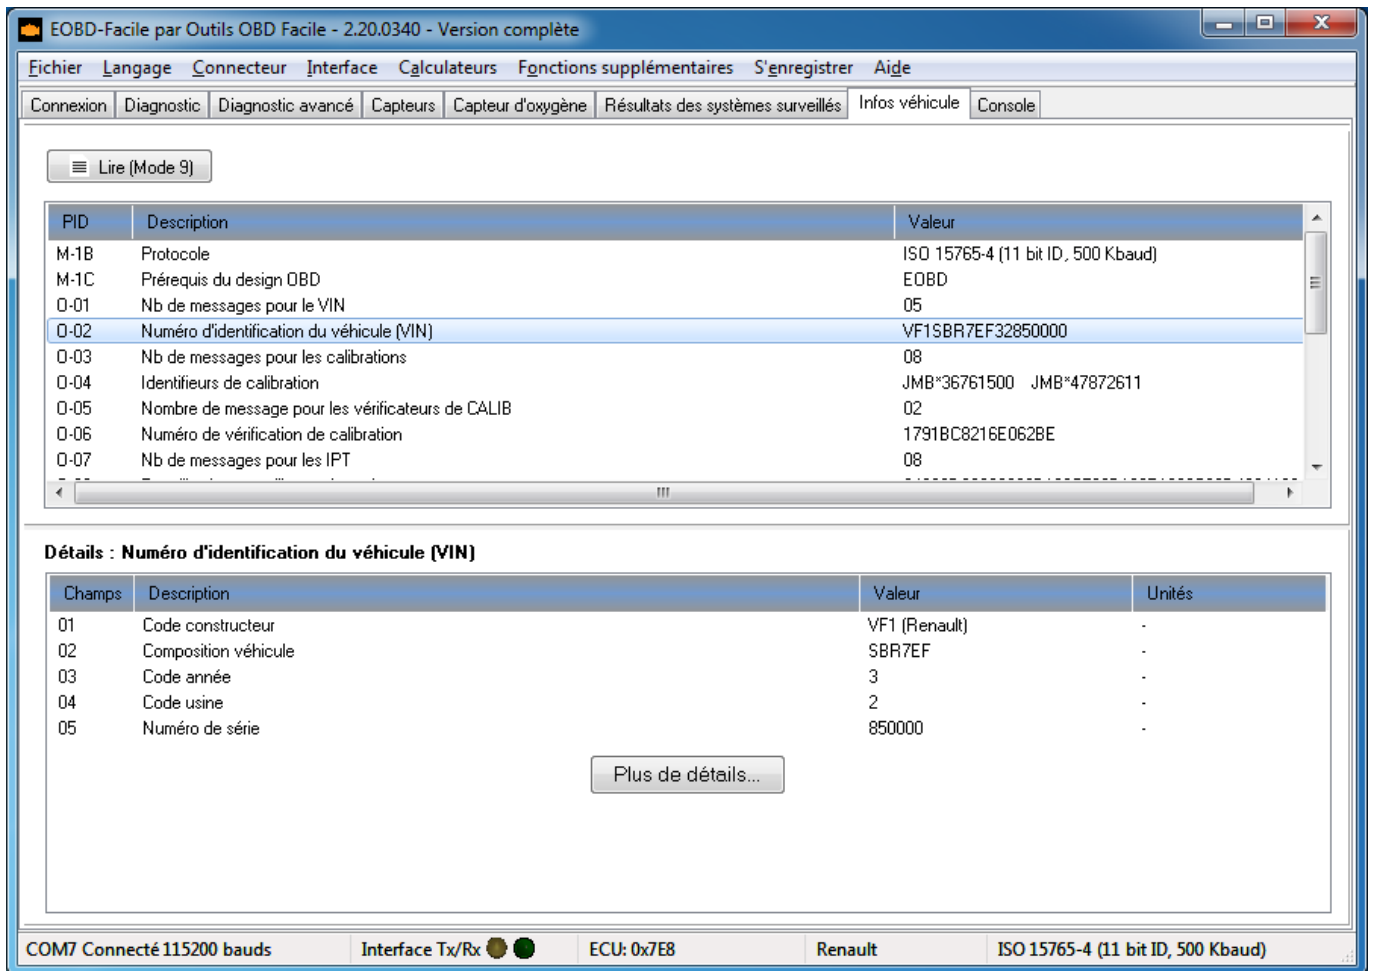 EOBD-Facile par Outils OBD Facile - 2.20.0340 - Version complète
Fichier Langage Connecteur Interface Calculateurs Fonctions supplémentaires S'enregistrer Aide
Connexion Diagnostic Diagnostic avancé Capteurs Capteur d'oxygène Résultats des systèmes surveillés Infos véhicule Console
Lire (Mode 9)
PID Description Valeur
M-1B Protocole ISO 15765-4 (11 bit ID, 500 Kbaud)
M-1C Prérequis du design OBD EOBD
O-01 Nb de messages pour le VIN 05
O-02 Numéro d'identification du véhicule (VIN) VF1SBR7EF32850000
O-03 Nb de messages pour les calibrations 08
O-04 Identifieurs de calibration JMB*36761500 JMB*47872611
O-05 Nombre de message pour les vérificateurs de CALIB 02
O-06 Numéro de vérification de calibration 1791BC8216E062BE
O-07 Nb de messages pour les IPT 08
Détails : Numéro d'identification du véhicule (VIN)
Champs Description Valeur Unités
01 Code constructeur VF1 (Renault) -
02 Composition véhicule SBR7EF -
03 Code année 3 -
04 Code usine 2 -
05 Numéro de série 850000 -
Plus de détails...
COM7 Connecté 115200 bauds Interface Tx/Rx ECU: 0x7E8 Renault ISO 15765-4 (11 bit ID, 500 Kbaud)